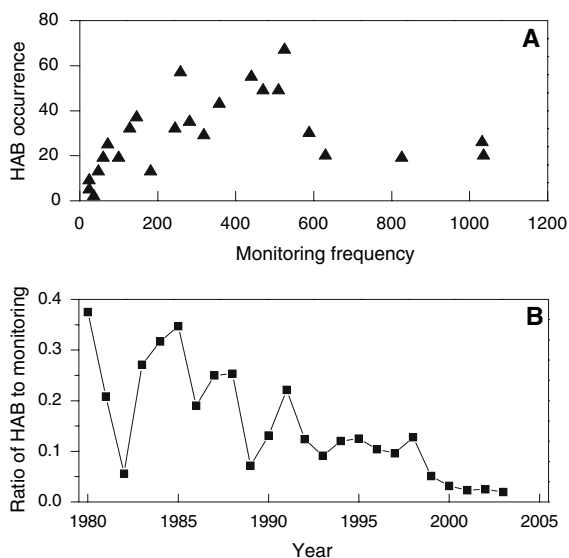 A
80
60
40
20
0
HAB occurrence
0 200 400 600 800 1000 1200
Monitoring frequency
B
0.4
0.3
0.2
0.1
0.0
Ratio of HAB to monitoring
1980 1985 1990 1995 2000 2005
Year